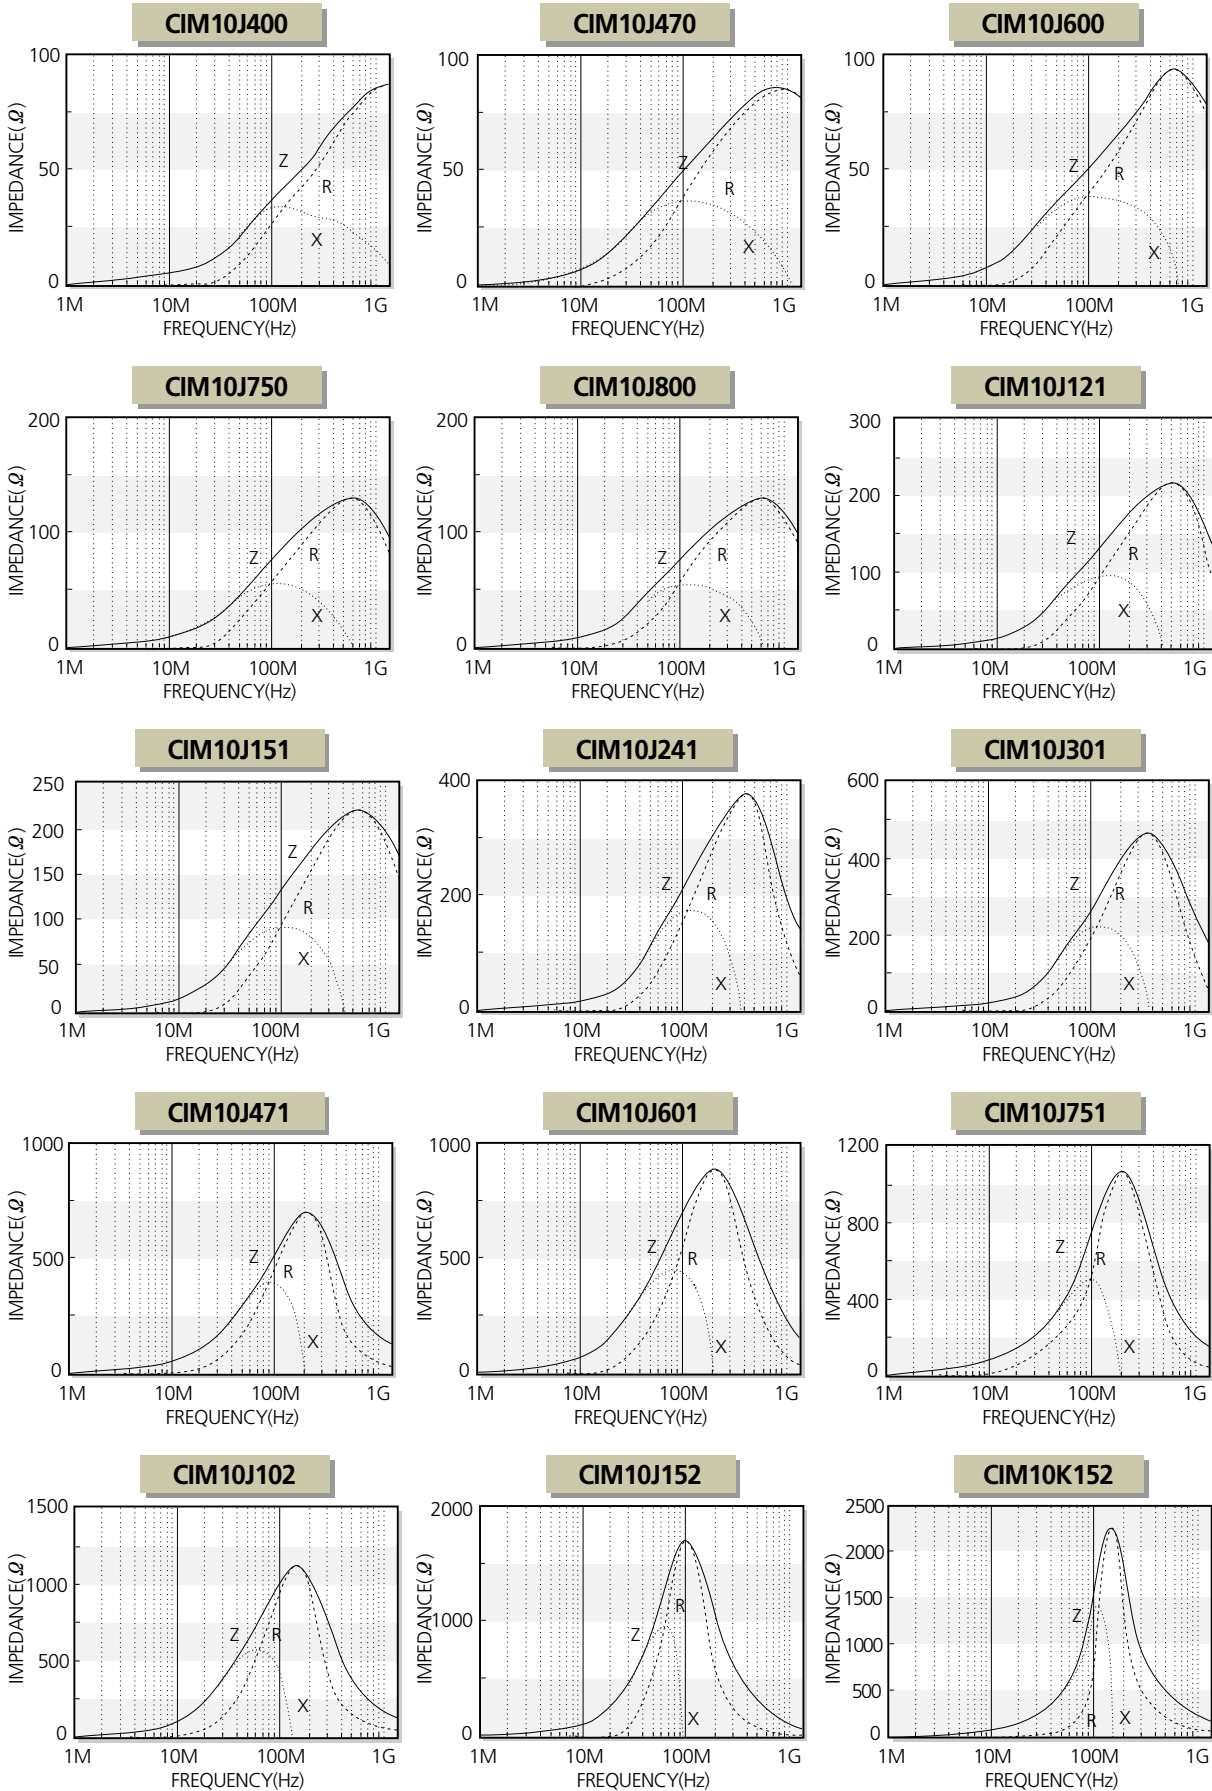 CIM10J400
CIM10J470
CIM10J600
IMPEDANCE(Ω)
100
50
0
Z
R
X
1M 10M 100M 1G
FREQUENCY(Hz)
IMPEDANCE(Ω)
100
50
0
Z
R
X
1M 10M 100M 1G
FREQUENCY(Hz)
IMPEDANCE(Ω)
100
50
0
Z
R
X
1M 10M 100M 1G
FREQUENCY(Hz)
CIM10J750
CIM10J800
CIM10J121
IMPEDANCE(Ω)
200
100
0
Z
R
X
1M 10M 100M 1G
FREQUENCY(Hz)
IMPEDANCE(Ω)
200
100
0
Z
R
X
1M 10M 100M 1G
FREQUENCY(Hz)
IMPEDANCE(Ω)
300
200
100
0
Z
R
X
1M 10M 100M 1G
FREQUENCY(Hz)
CIM10J151
CIM10J241
CIM10J301
IMPEDANCE(Ω)
250
200
150
100
50
0
Z
R
X
1M 10M 100M 1G
FREQUENCY(Hz)
IMPEDANCE(Ω)
400
200
0
Z
R
X
1M 10M 100M 1G
FREQUENCY(Hz)
IMPEDANCE(Ω)
600
400
200
0
Z
R
X
1M 10M 100M 1G
FREQUENCY(Hz)
CIM10J471
CIM10J601
CIM10J751
IMPEDANCE(Ω)
1000
500
0
Z
R
X
1M 10M 100M 1G
FREQUENCY(Hz)
IMPEDANCE(Ω)
1000
500
0
Z
R
X
1M 10M 100M 1G
FREQUENCY(Hz)
IMPEDANCE(Ω)
1200
800
400
0
Z
R
X
1M 10M 100M 1G
FREQUENCY(Hz)
CIM10J102
CIM10J152
CIM10K152
IMPEDANCE(Ω)
1500
1000
500
0
Z
R
X
1M 10M 100M 1G
FREQUENCY(Hz)
IMPEDANCE(Ω)
2000
1000
0
Z
R
X
1M 10M 100M 1G
FREQUENCY(Hz)
IMPEDANCE(Ω)
2500
2000
1500
1000
500
0
Z
R
X
1M 10M 100M 1G
FREQUENCY(Hz)